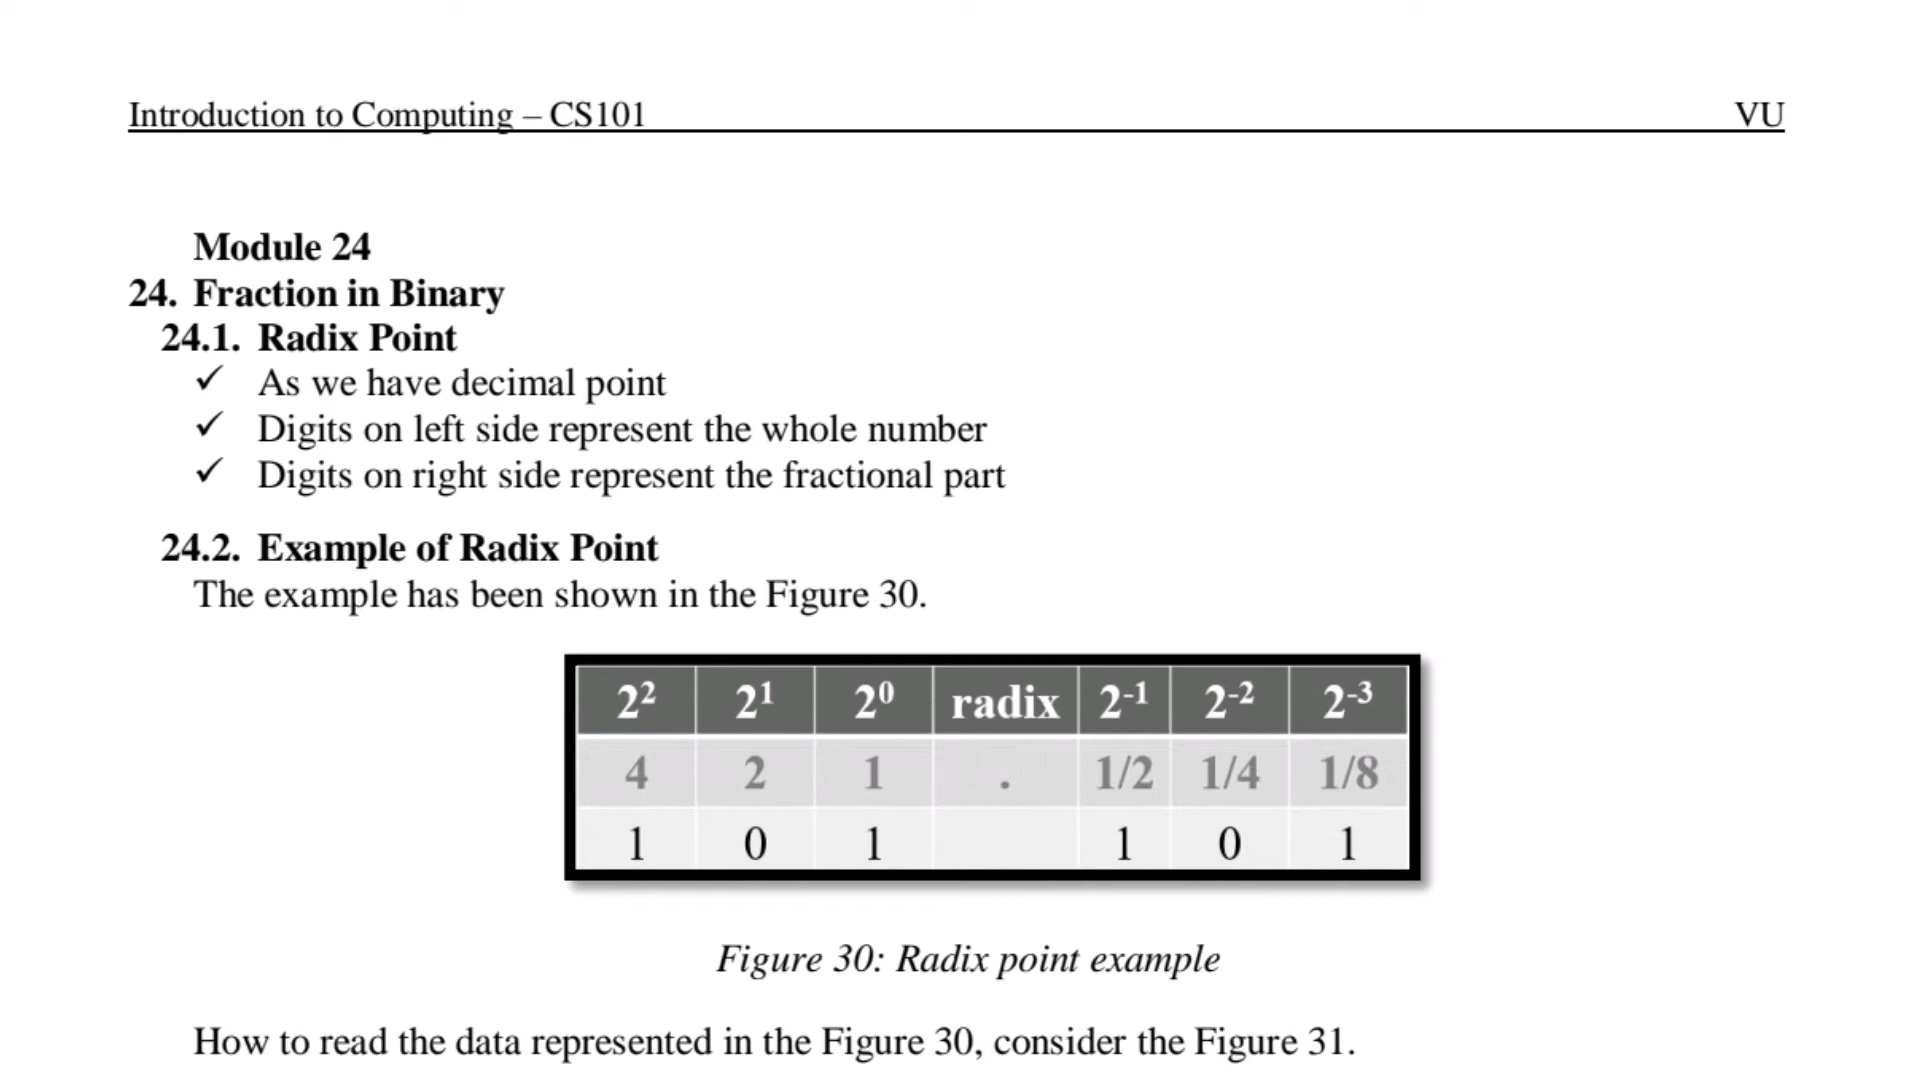 Introduction to Computing – CS101 VU
Module 24
24. Fraction in Binary
24.1. Radix Point
✓ As we have decimal point
✓ Digits on left side represent the whole number
✓ Digits on right side represent the fractional part
24.2. Example of Radix Point
The example has been shown in the Figure 30.
2² 2¹ 2⁰ radix 2⁻¹ 2⁻² 2⁻³
4 2 1 . 1/2 1/4 1/8
1 0 1 1 0 1
Figure 30: Radix point example
How to read the data represented in the Figure 30, consider the Figure 31.